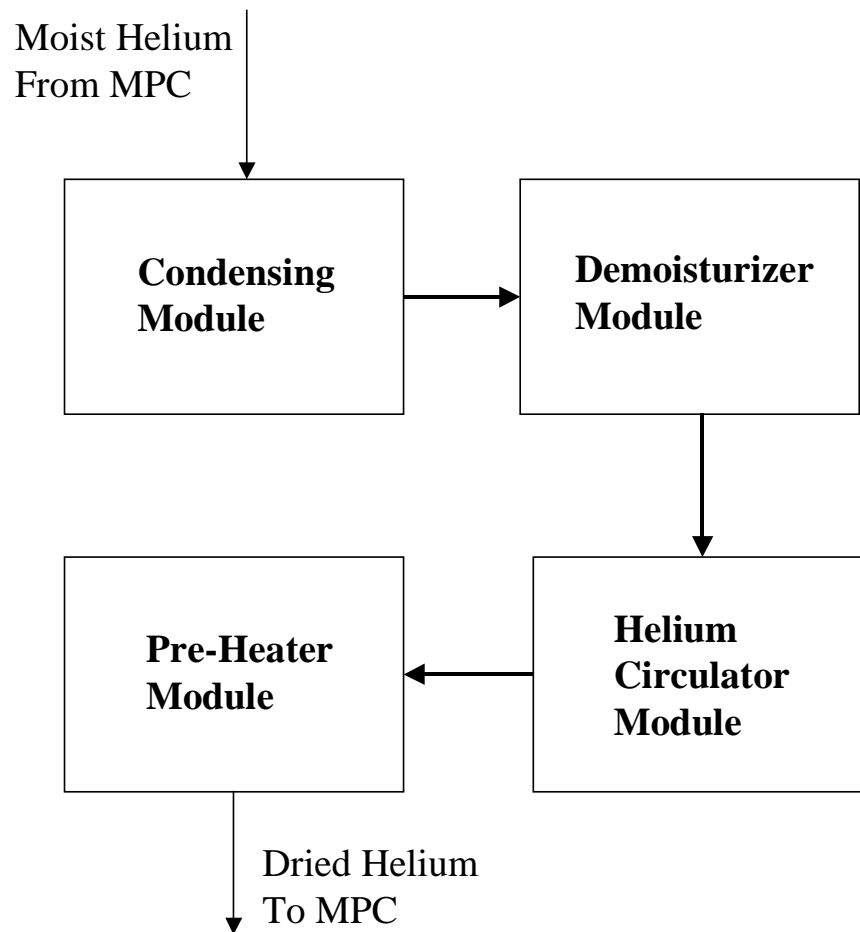 Moist Helium
From MPC
Condensing
Module
Demoisturizer
Module
Helium
Circulator
Module
Pre-Heater
Module
Dried Helium
To MPC